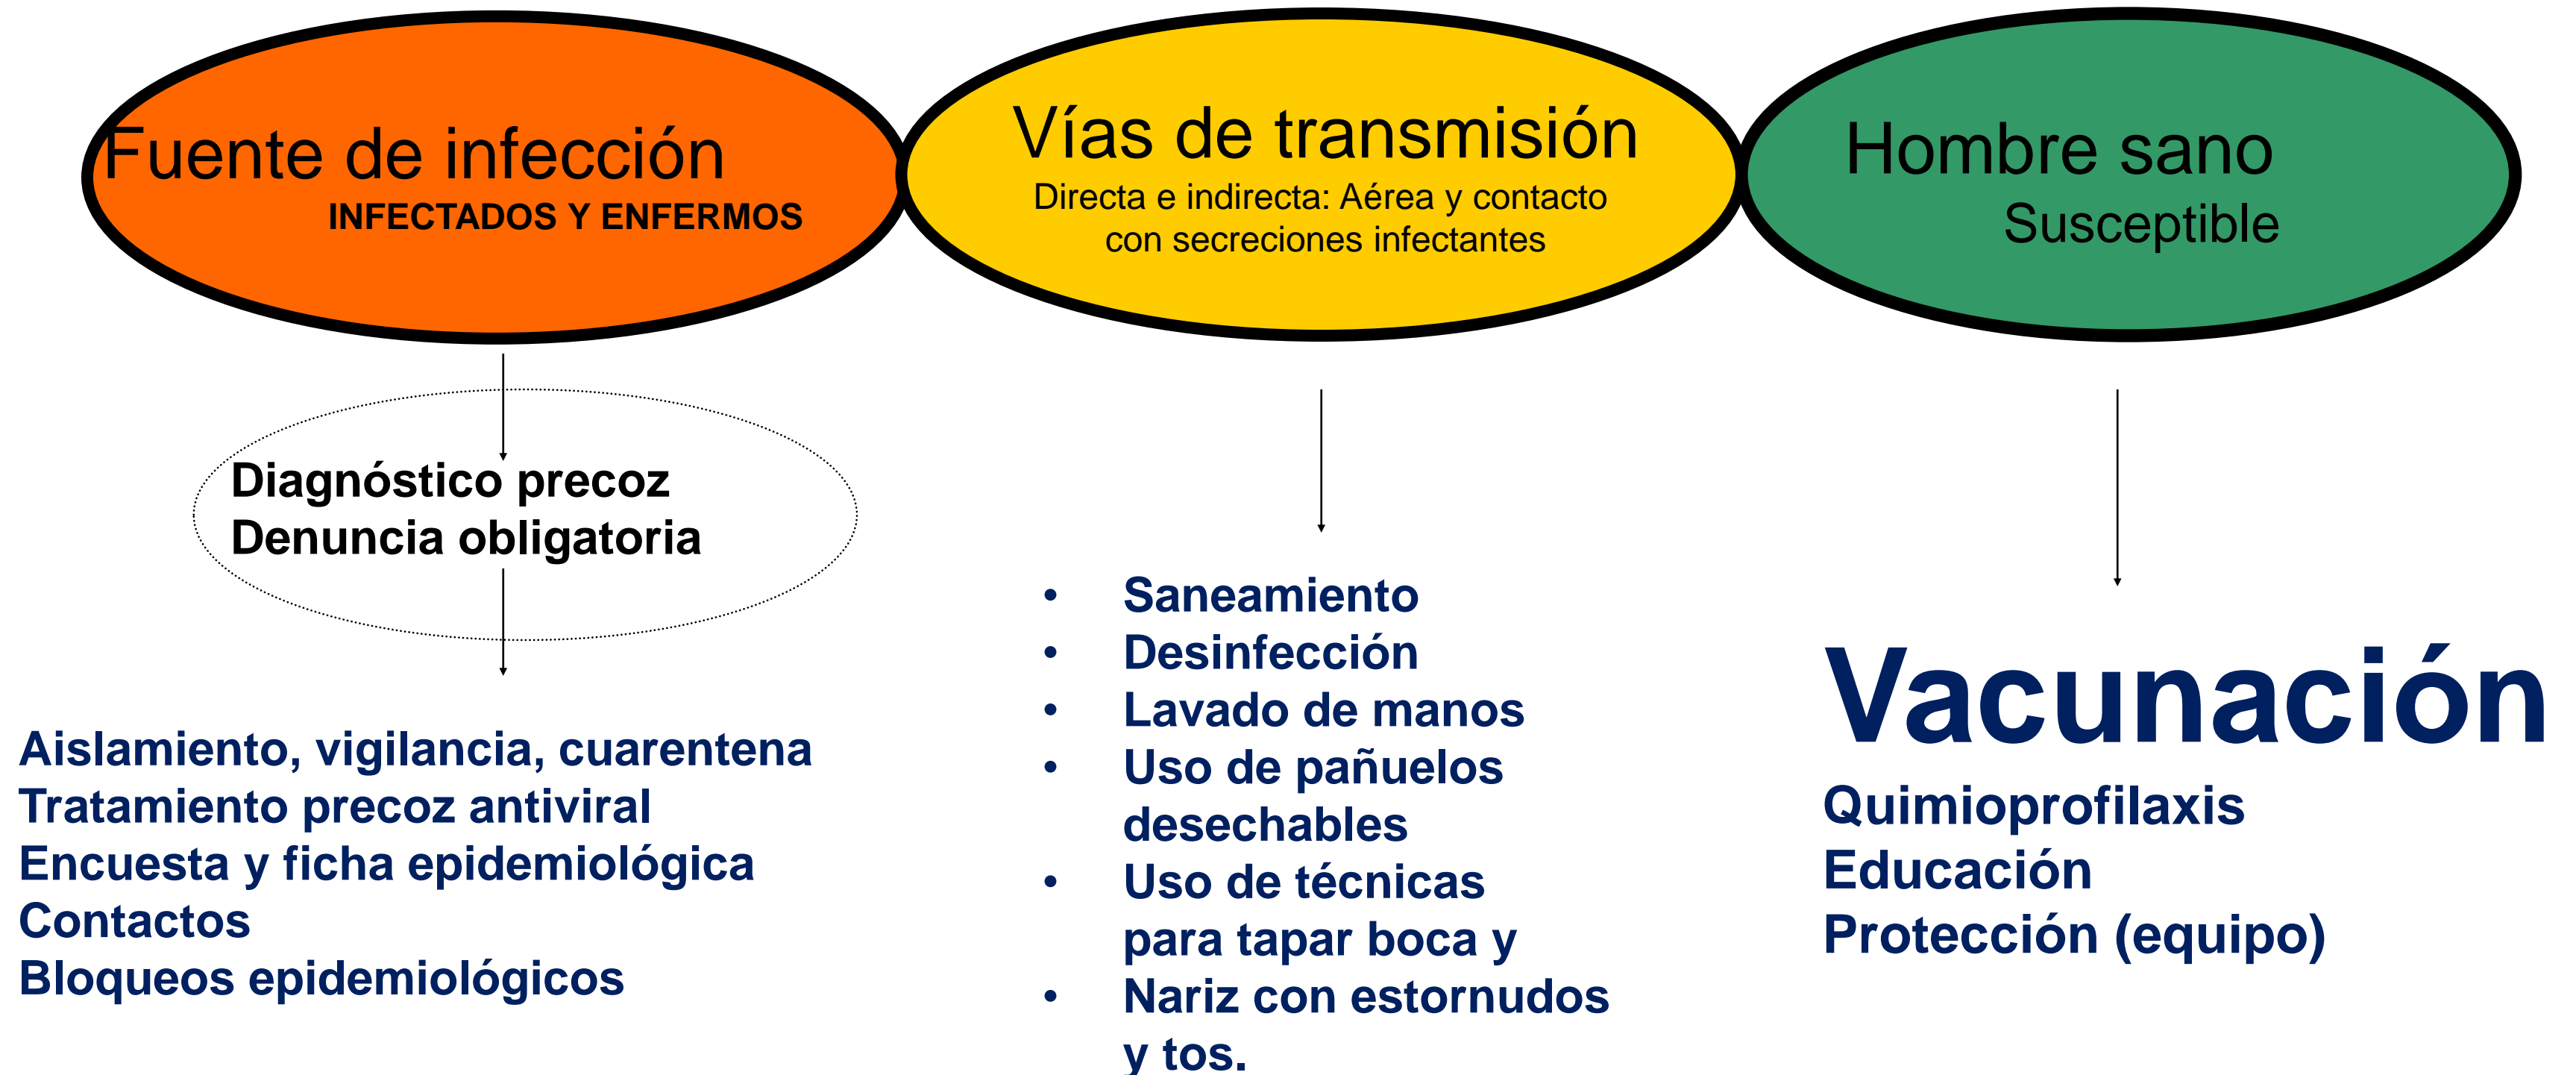 Fuente de infección
INFECTADOS Y ENFERMOS
Vías de transmisión
Directa e indirecta: Aérea y contacto
con secreciones infectantes
Hombre sano
Susceptible
Diagnóstico precoz
Denuncia obligatoria
Aislamiento, vigilancia, cuarentena
Tratamiento precoz antiviral
Encuesta y ficha epidemiológica
Contactos
Bloqueos epidemiológicos
• Saneamiento
• Desinfección
• Lavado de manos
• Uso de pañuelos
desechables
• Uso de técnicas
para tapar boca y
• Nariz con estornudos
y tos.
Vacunación
Quimioprofilaxis
Educación
Protección (equipo)